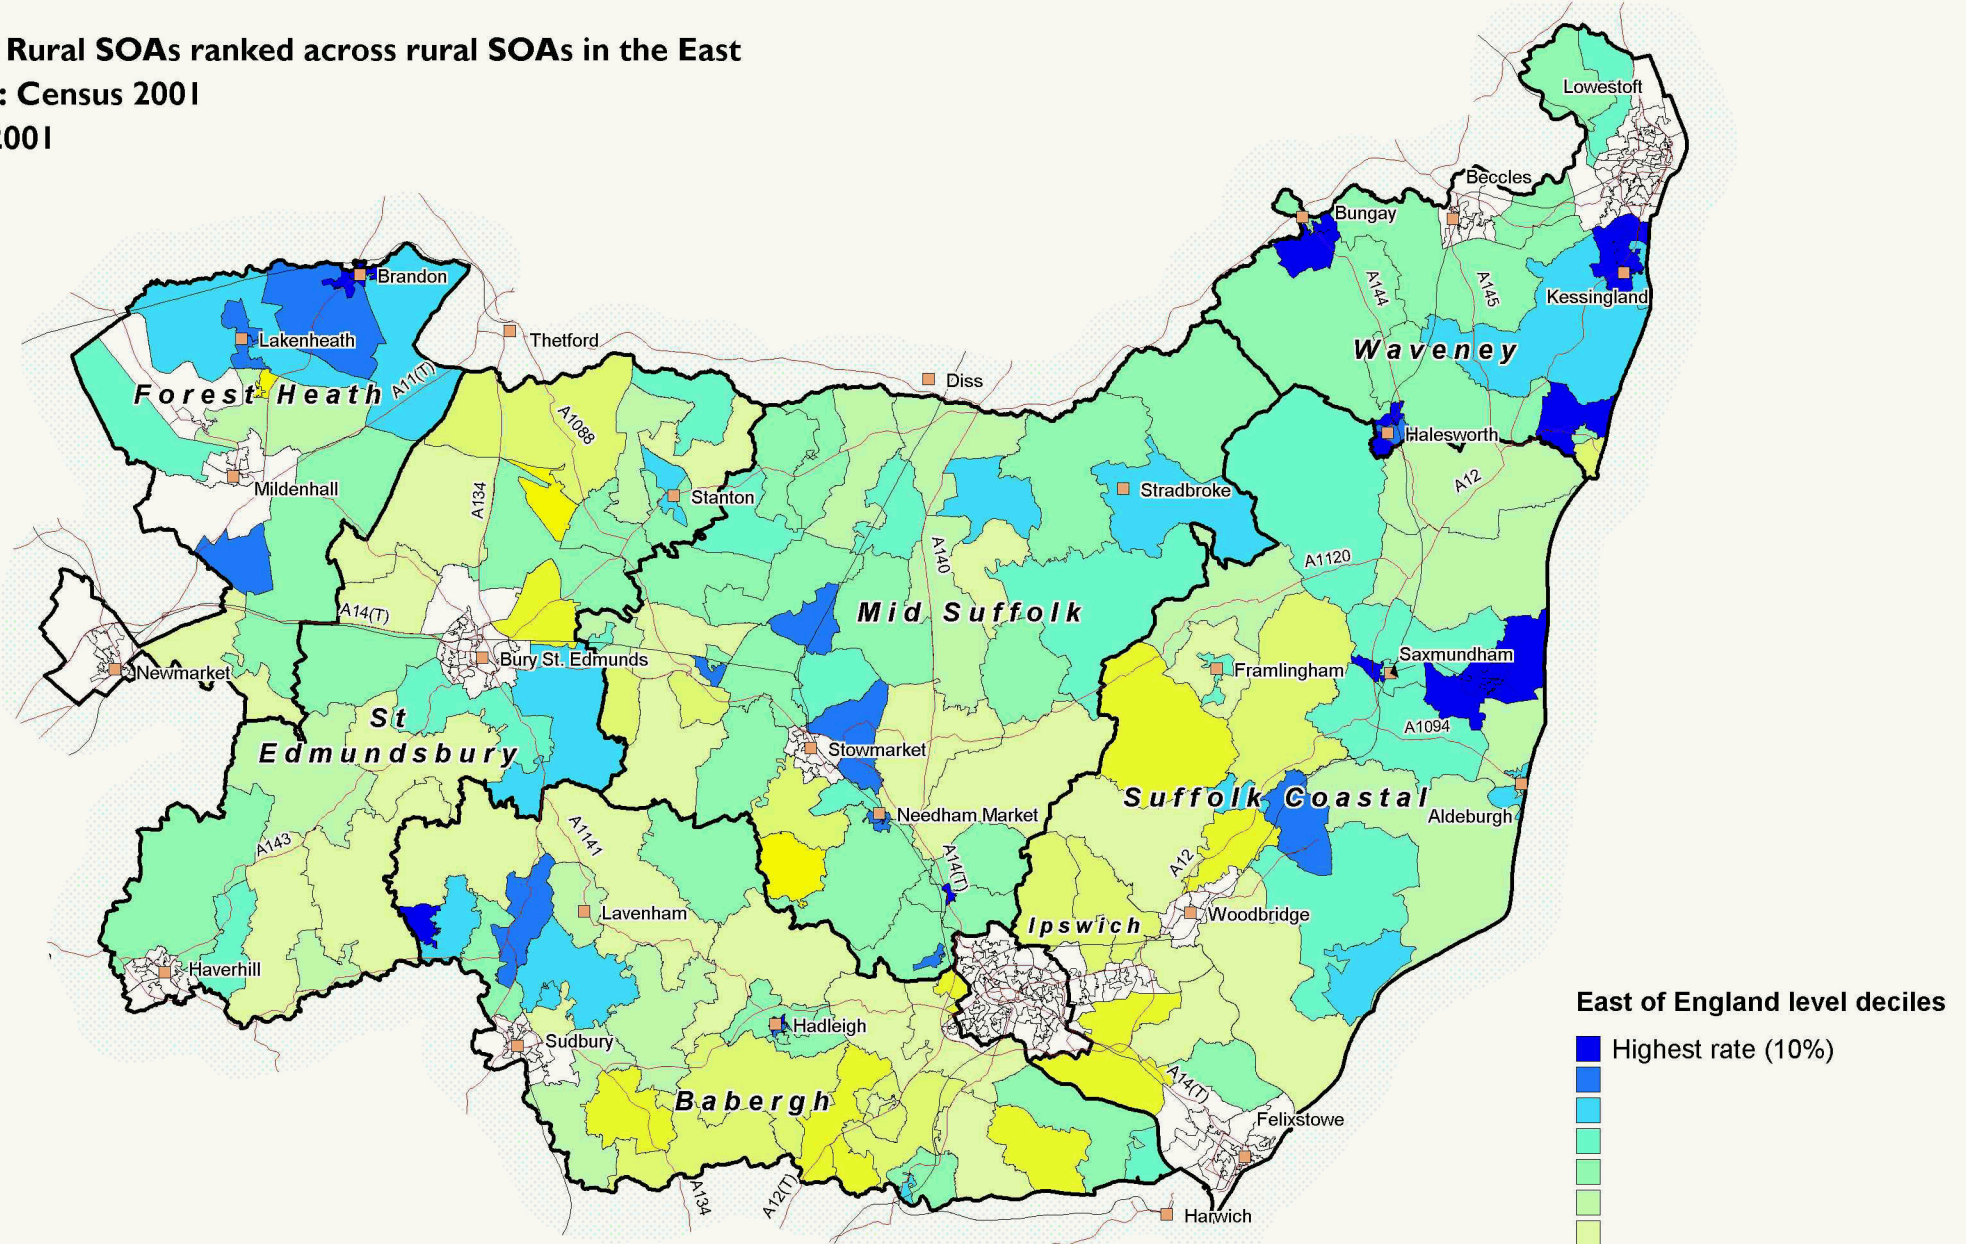 Rural SOAs ranked across rural SOAs in the East
: Census 2001
2001
Lowestoft
Beccles
Bungay
Brandon
Kessingland
A144
A145
Thetford
Lakenheath
Waveney
Diss
A11(T)
Forest Heath
A1088
Halesworth
A12
Mildenhall
A134
Stanton
Stradbroke
A140
A1120
A14(T)
Mid Suffolk
Newmarket
Bury St. Edmunds
Saxmundham
Framlingham
St
Edmundsbury
A1094
Stowmarket
Suffolk Coastal
Aldeburgh
Needham Market
A143
A1141
A14(T)
A12
Lavenham
Woodbridge
Ipswich
Haverhill
East of England level deciles
Hadleigh
Sudbury
Highest rate (10%)
Babergh
A14(T)
Felixstowe
A134
A12(T)
Harwich